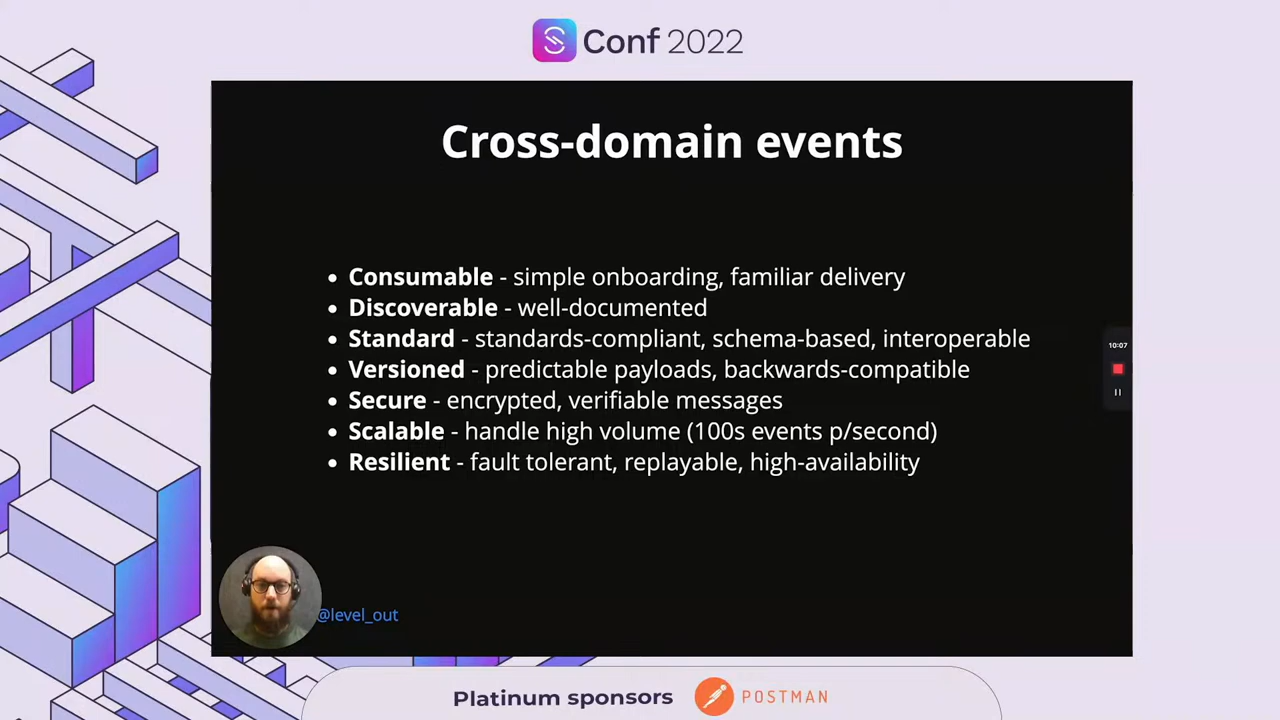 Conf 2022
Cross-domain events
• Consumable - simple onboarding, familiar delivery
• Discoverable - well-documented
• Standard - standards-compliant, schema-based, interoperable
• Versioned - predictable payloads, backwards-compatible
• Secure - encrypted, verifiable messages
• Scalable - handle high volume (100s events p/second)
• Resilient - fault tolerant, replayable, high-availability
10:07
@level_out
Platinum sponsors POSTMAN